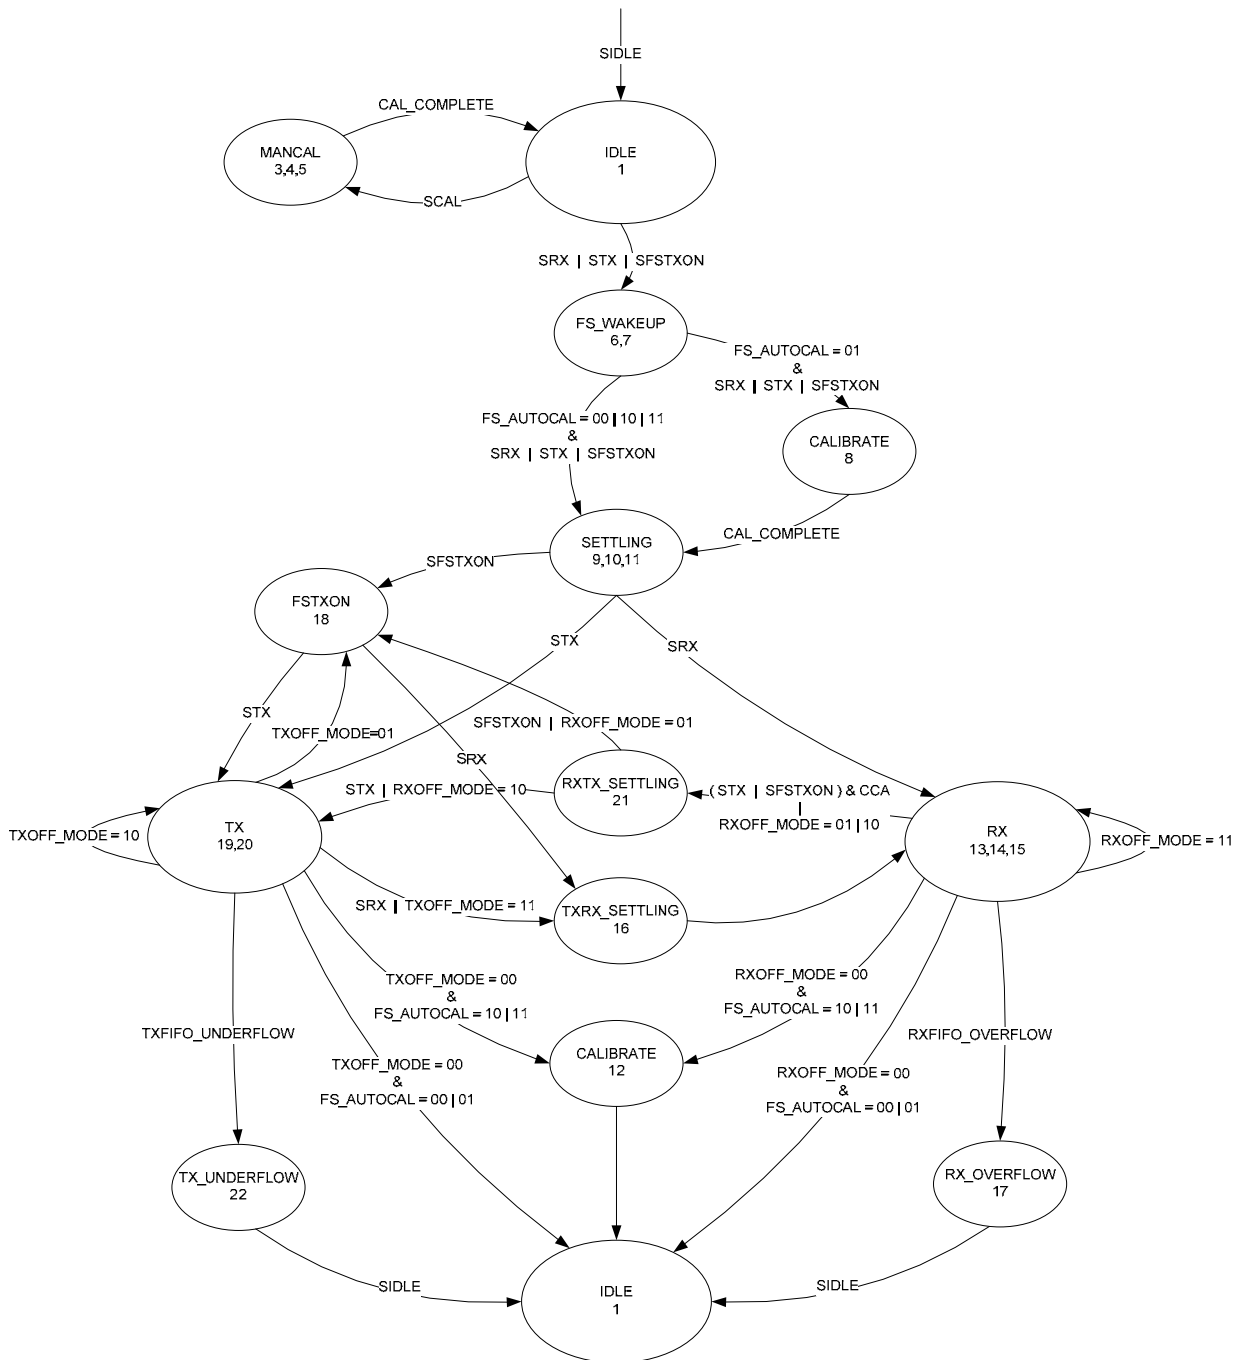 SIDLE
CAL_COMPLETE
MANCAL
3,4,5
IDLE
1
SCAL
SRX | STX | SFSTXON
FS_WAKEUP
6,7
FS_AUTOCAL = 01
&
SRX | STX | SFSTXON
FS_AUTOCAL = 00 | 10 | 11
&
SRX | STX | SFSTXON
CALIBRATE
8
CAL_COMPLETE
SETTLING
9,10,11
SFSTXON
FSTXON
18
STX
SRX
STX
TXOFF_MODE=01
SFSTXON | RXOFF_MODE = 01
SRX
RXTX_SETTLING
21
STX | RXOFF_MODE = 10
( STX | SFSTXON ) & CCA
|
RXOFF_MODE = 01 | 10
TXOFF_MODE = 10
TX
19,20
RX
13,14,15
RXOFF_MODE = 11
SRX | TXOFF_MODE = 11
TXRX_SETTLING
16
TXOFF_MODE = 00
&
FS_AUTOCAL = 10 | 11
RXOFF_MODE = 00
&
FS_AUTOCAL = 10 | 11
TXFIFO_UNDERFLOW
RXFIFO_OVERFLOW
CALIBRATE
12
TXOFF_MODE = 00
&
FS_AUTOCAL = 00 | 01
RXOFF_MODE = 00
&
FS_AUTOCAL = 00 | 01
TX_UNDERFLOW
22
RX_OVERFLOW
17
SIDLE
SIDLE
IDLE
1